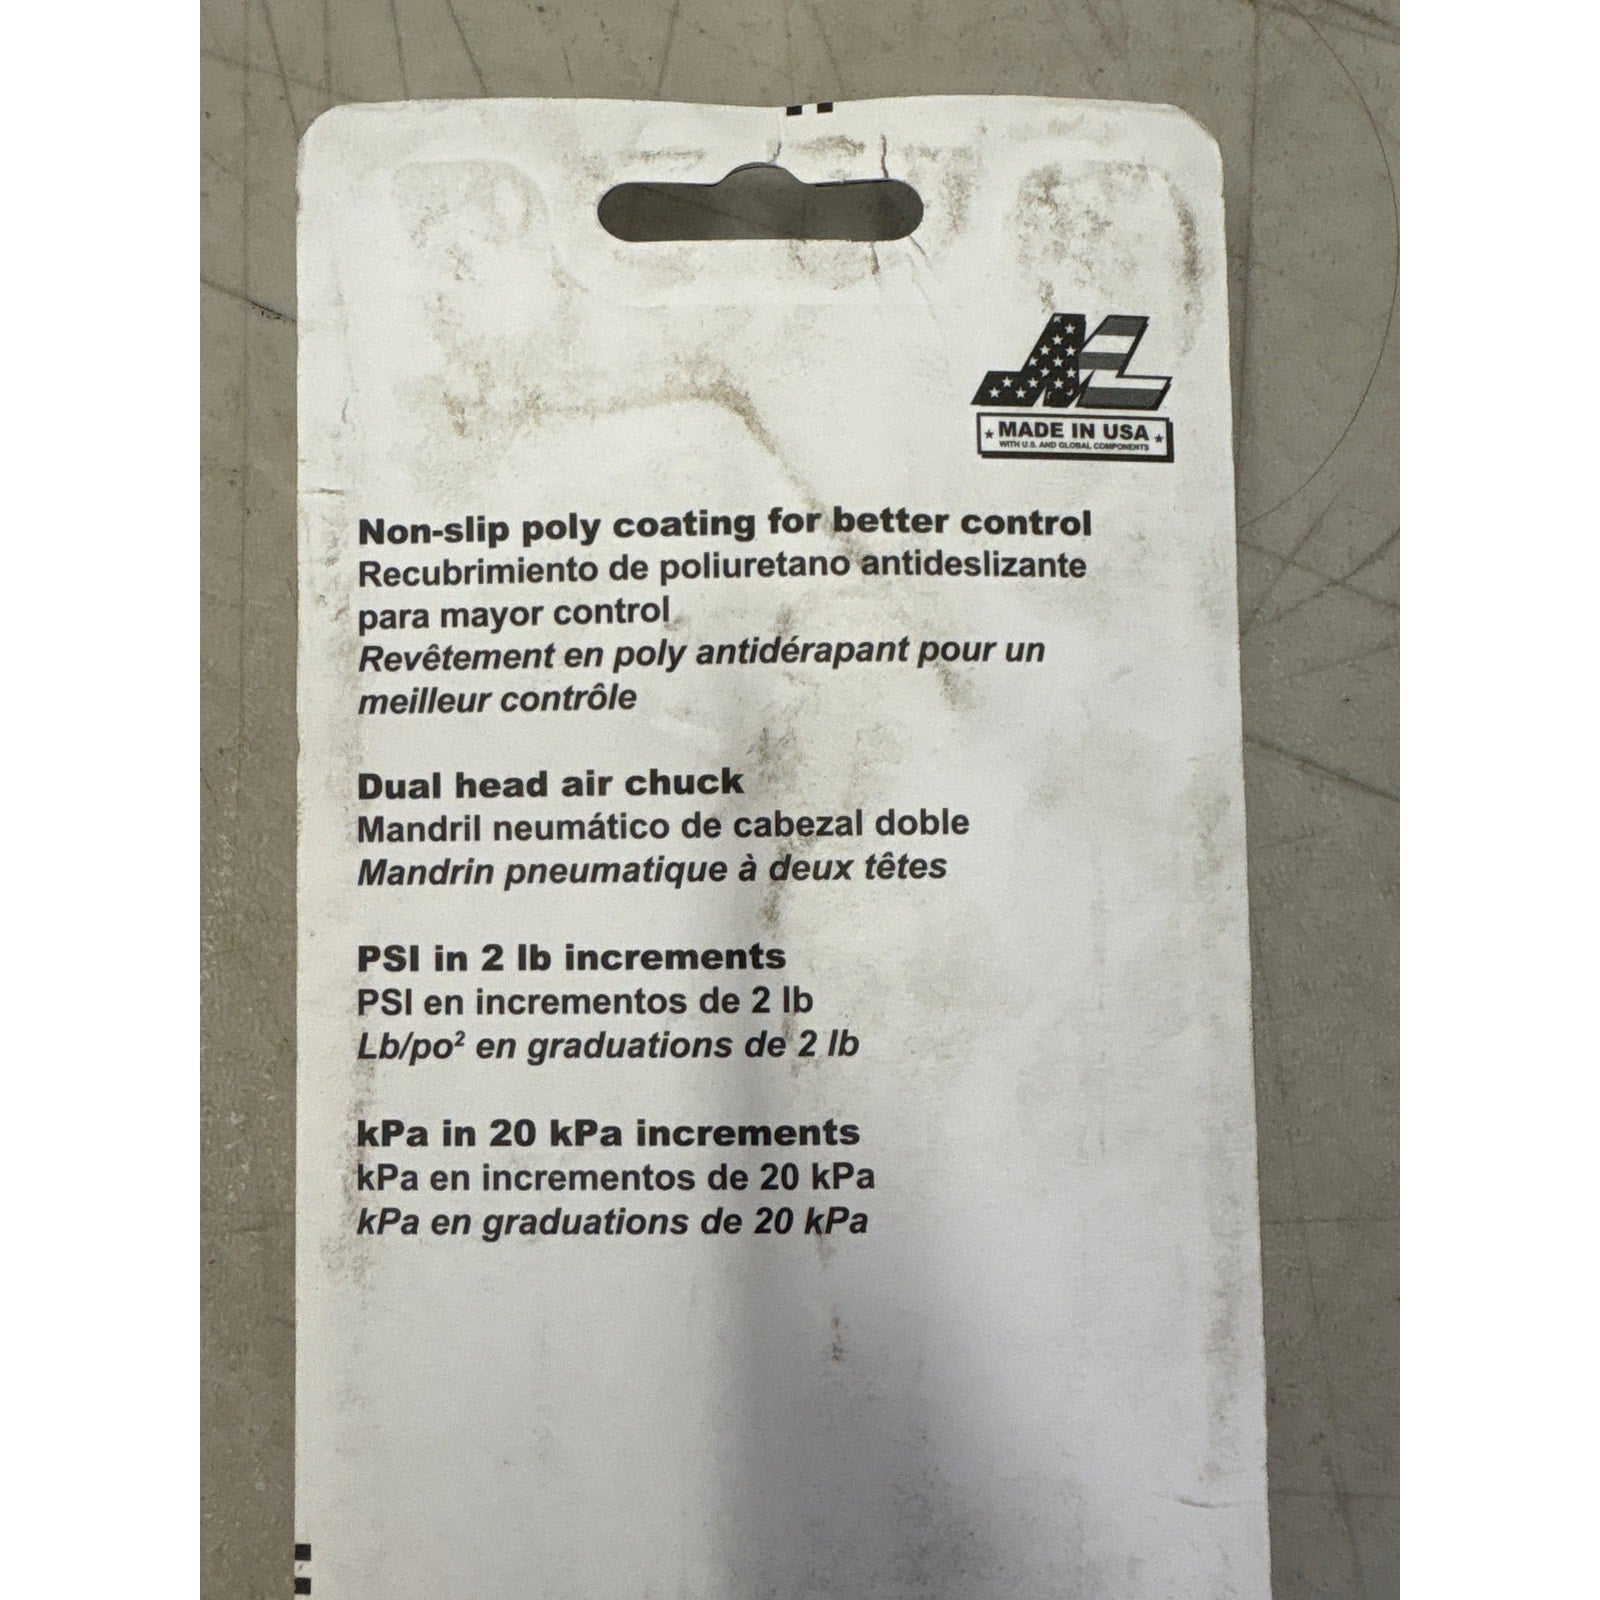 JKL
MADE IN USA
WITH U.S. AND GLOBAL COMPONENTS
Non-slip poly coating for better control
Recubrimiento de poliuretano antideslizante
para mayor control
Revêtement en poly antidérapant pour un
meilleur contrôle
Dual head air chuck
Mandril neumático de cabezal doble
Mandrin pneumatique à deux têtes
PSI in 2 lb increments
PSI en incrementos de 2 lb
Lb/po² en graduations de 2 lb
kPa in 20 kPa increments
kPa en incrementos de 20 kPa
kPa en graduations de 20 kPa